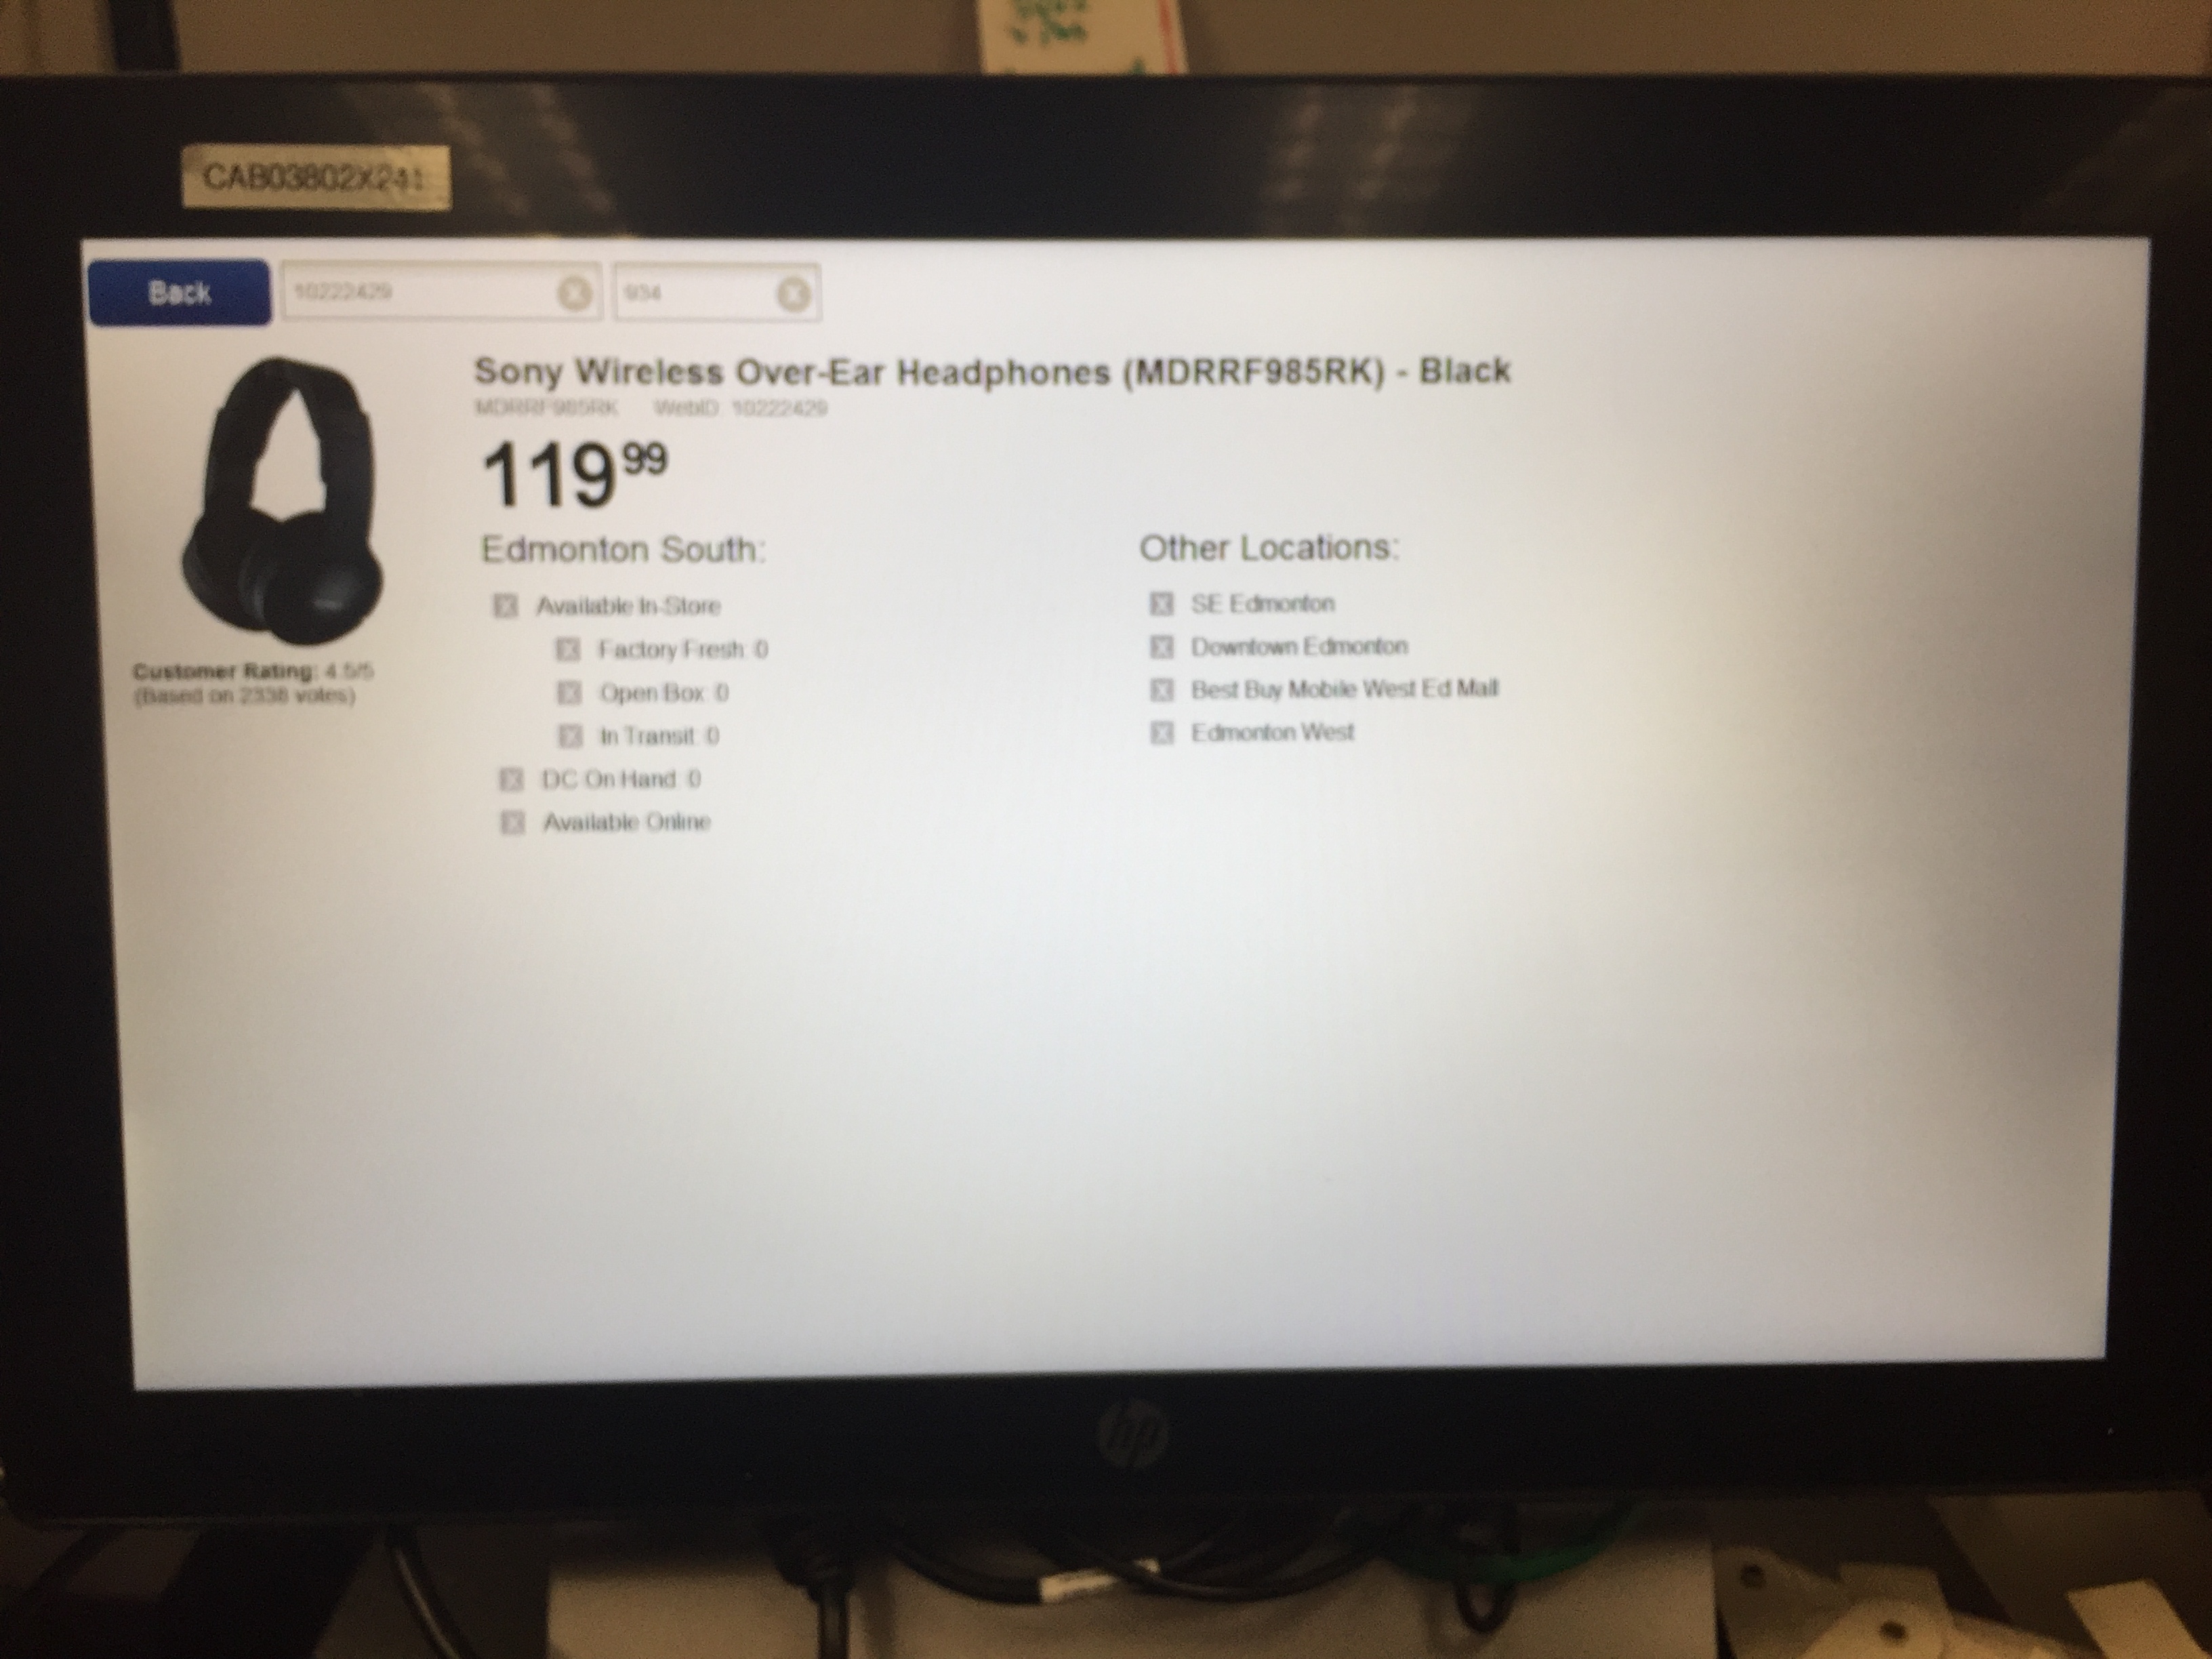 CAB03802X241
Back
10222429
934
Sony Wireless Over-Ear Headphones (MDRRF985RK) - Black
MDRRF985RK WebID: 10222429
119 99
Edmonton South:
Available In-Store
Factory Fresh: 0
Open Box: 0
In Transit: 0
DC On Hand: 0
Available Online
Other Locations:
SE Edmonton
Downtown Edmonton
Best Buy Mobile West Ed Mall
Edmonton West
Customer Rating: 4.5/5
(Based on 2338 votes)
hp